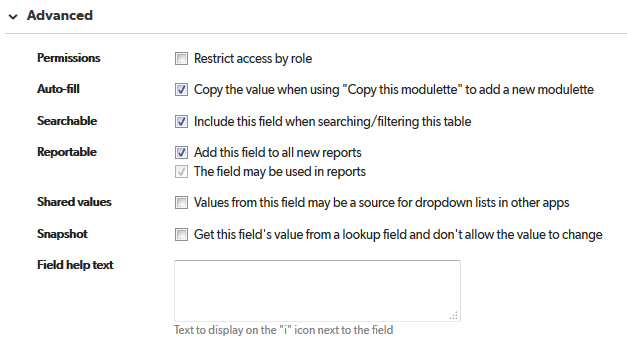 Advanced
Permissions Restrict access by role
Auto-fill Copy the value when using "Copy this modulette" to add a new modulette
Searchable Include this field when searching/filtering this table
Reportable Add this field to all new reports
The field may be used in reports
Shared values Values from this field may be a source for dropdown lists in other apps
Snapshot Get this field's value from a lookup field and don't allow the value to change
Field help text
Text to display on the "i" icon next to the field